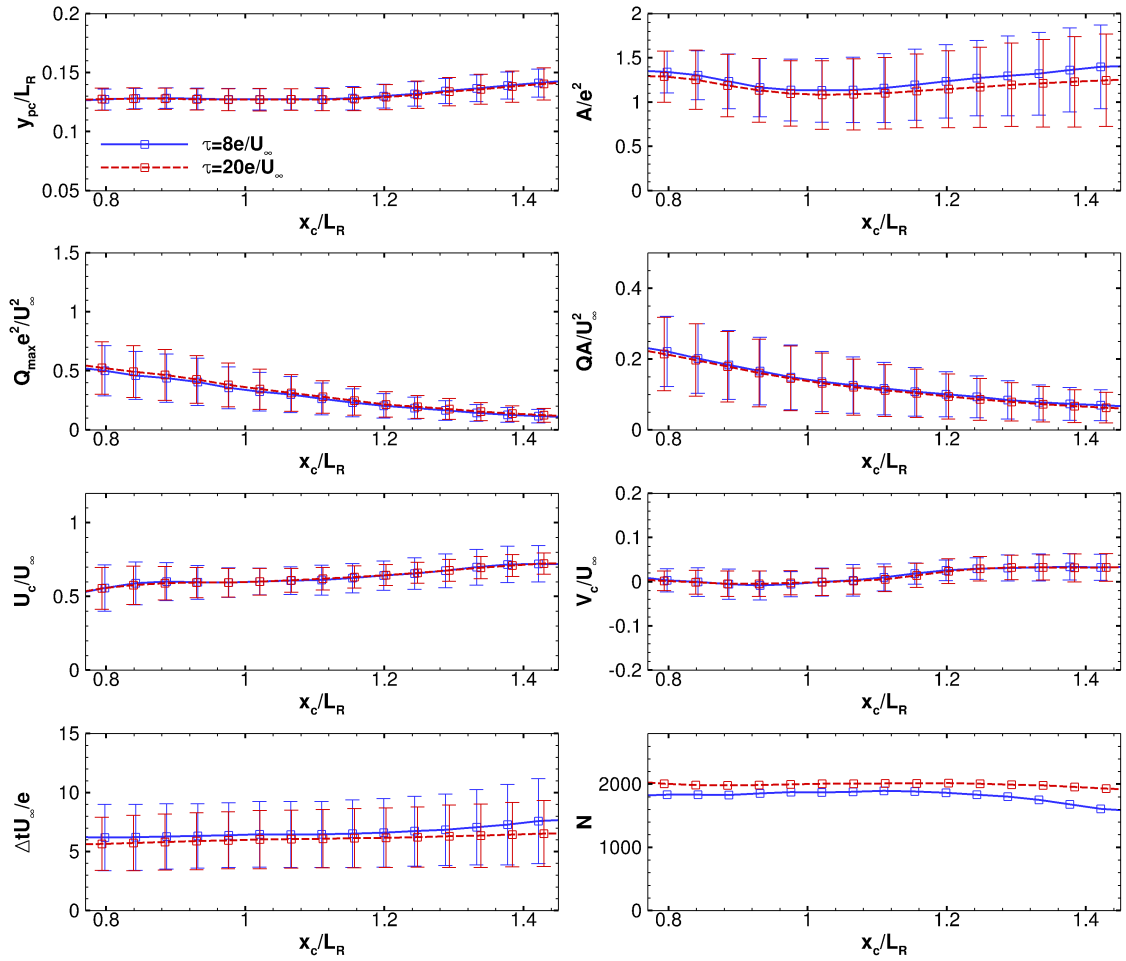 y_pc/L_R
0.2
0.15
0.1
0.05
τ=8e/U_∞
τ=20e/U_∞
0.8 1 1.2 1.4
x_c/L_R
A/e²
2
1.5
1
0.5
0
0.8 1 1.2 1.4
x_c/L_R
Q_max e²/U²_∞
1.5
1
0.5
0
0.8 1 1.2 1.4
x_c/L_R
QA/U²_∞
0.4
0.2
0
0.8 1 1.2 1.4
x_c/L_R
U_c/U_∞
1
0.5
0
0.8 1 1.2 1.4
x_c/L_R
V_c/U_∞
0.2
0.1
0
-0.1
-0.2
0.8 1 1.2 1.4
x_c/L_R
ΔtU_∞/e
15
10
5
0
0.8 1 1.2 1.4
x_c/L_R
N
2000
1000
0
0.8 1 1.2 1.4
x_c/L_R